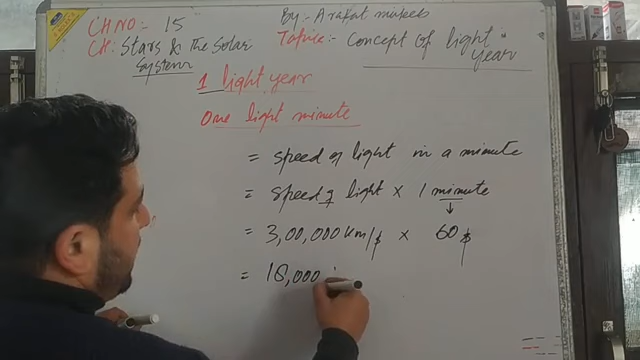 CH NO:- 15
By:- Arafat
CH: Stars & The Solar System
Topic:- Concept Of light year
1 light year
One light minute
= speed of light in a minute
= speed of light × 1 minute
= 3,00,000 km/s × 60 s
= 18,000